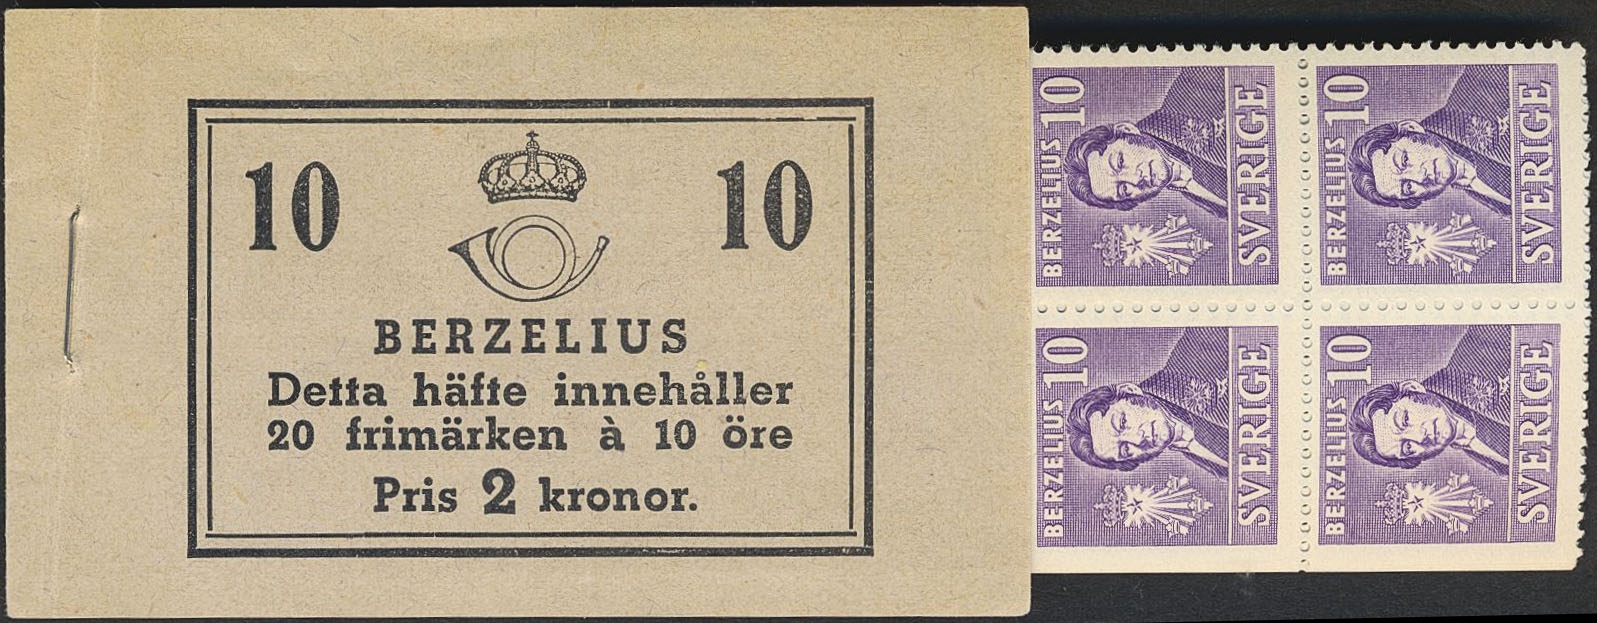 10 10
BERZELIUS
Detta häfte innehåller
20 frimärken à 10 öre
Pris 2 kronor.
BERZELIUS 10
SVERIGE
BERZELIUS 10
SVERIGE
BERZELIUS 10
SVERIGE
BERZELIUS 10
SVERIGE